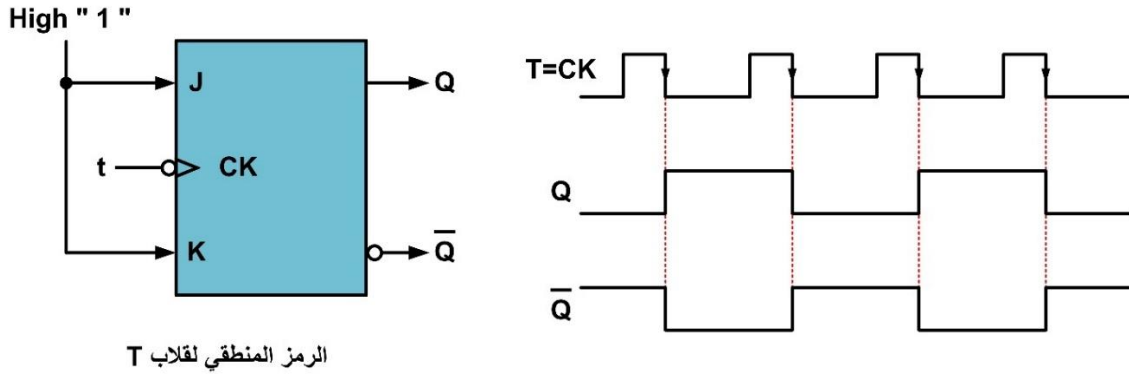 High " 1 "
J
Q
t
CK
K
Q̅
الرمز المنطقي لقلاب T
T=CK
Q
Q̅